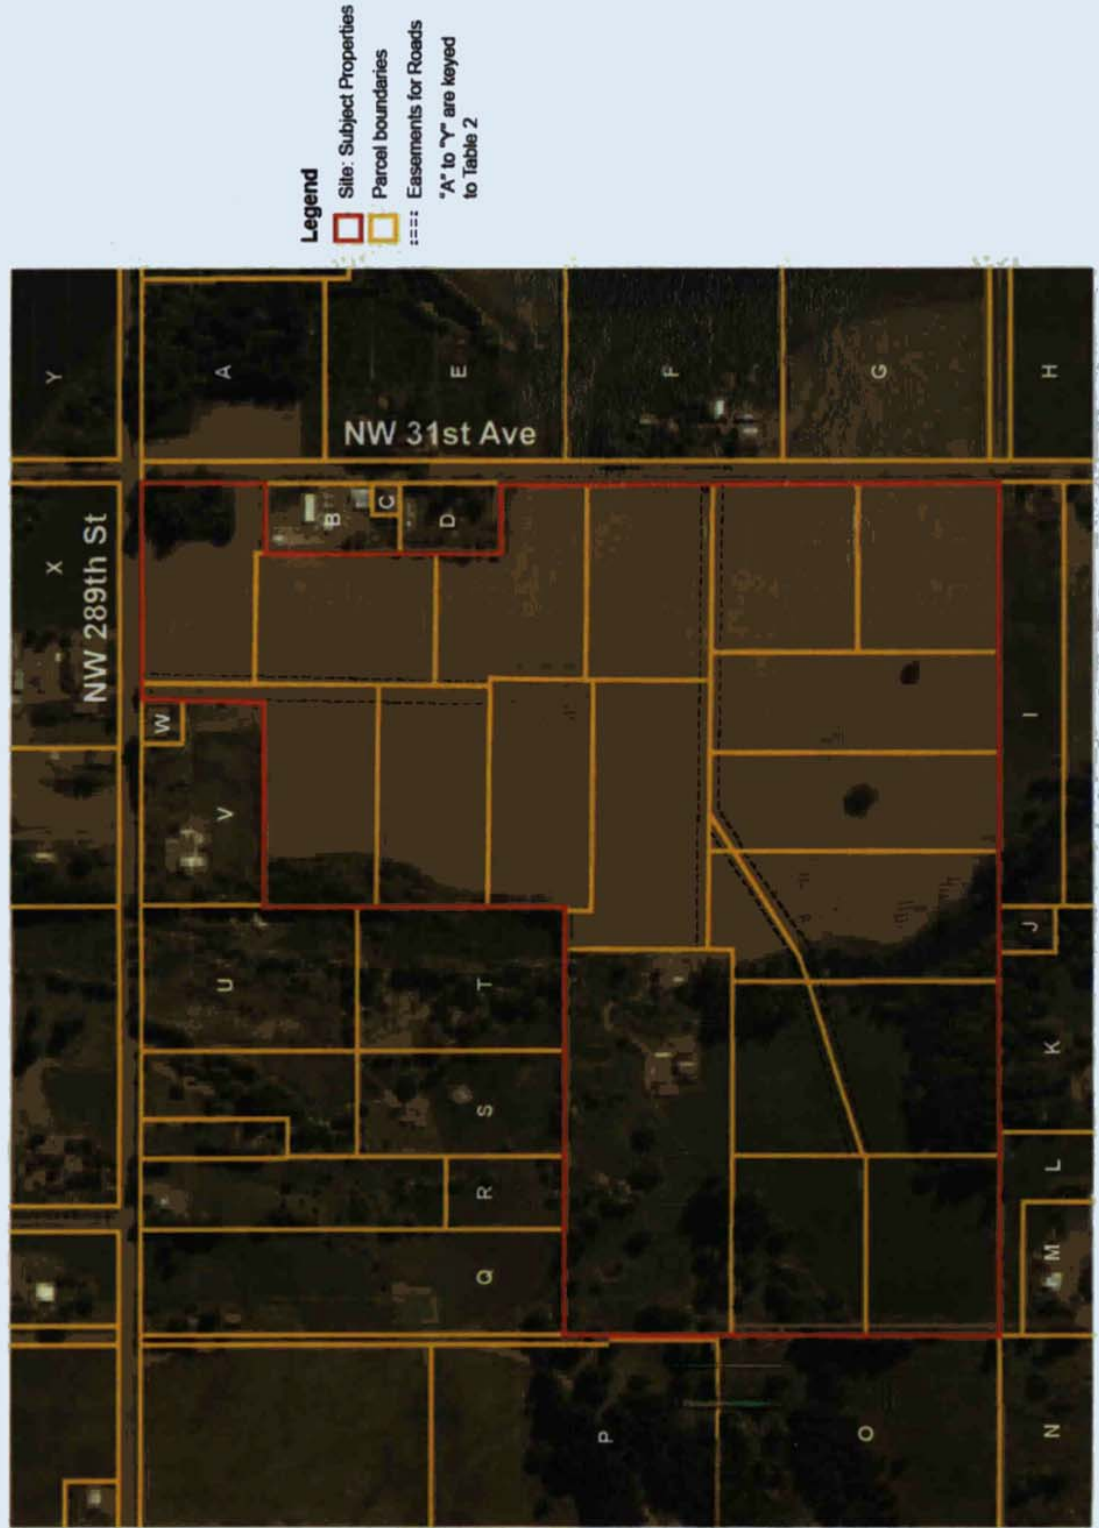 Legend
Site: Subject Properties
Parcel boundaries
Easements for Roads
"A" to "Y" are keyed
to Table 2
Y
A
E
F
G
H
NW 31st Ave
X
NW 289th St
B
C
D
W
V
I
J
U
T
K
S
R
L
Q
M
P
O
N